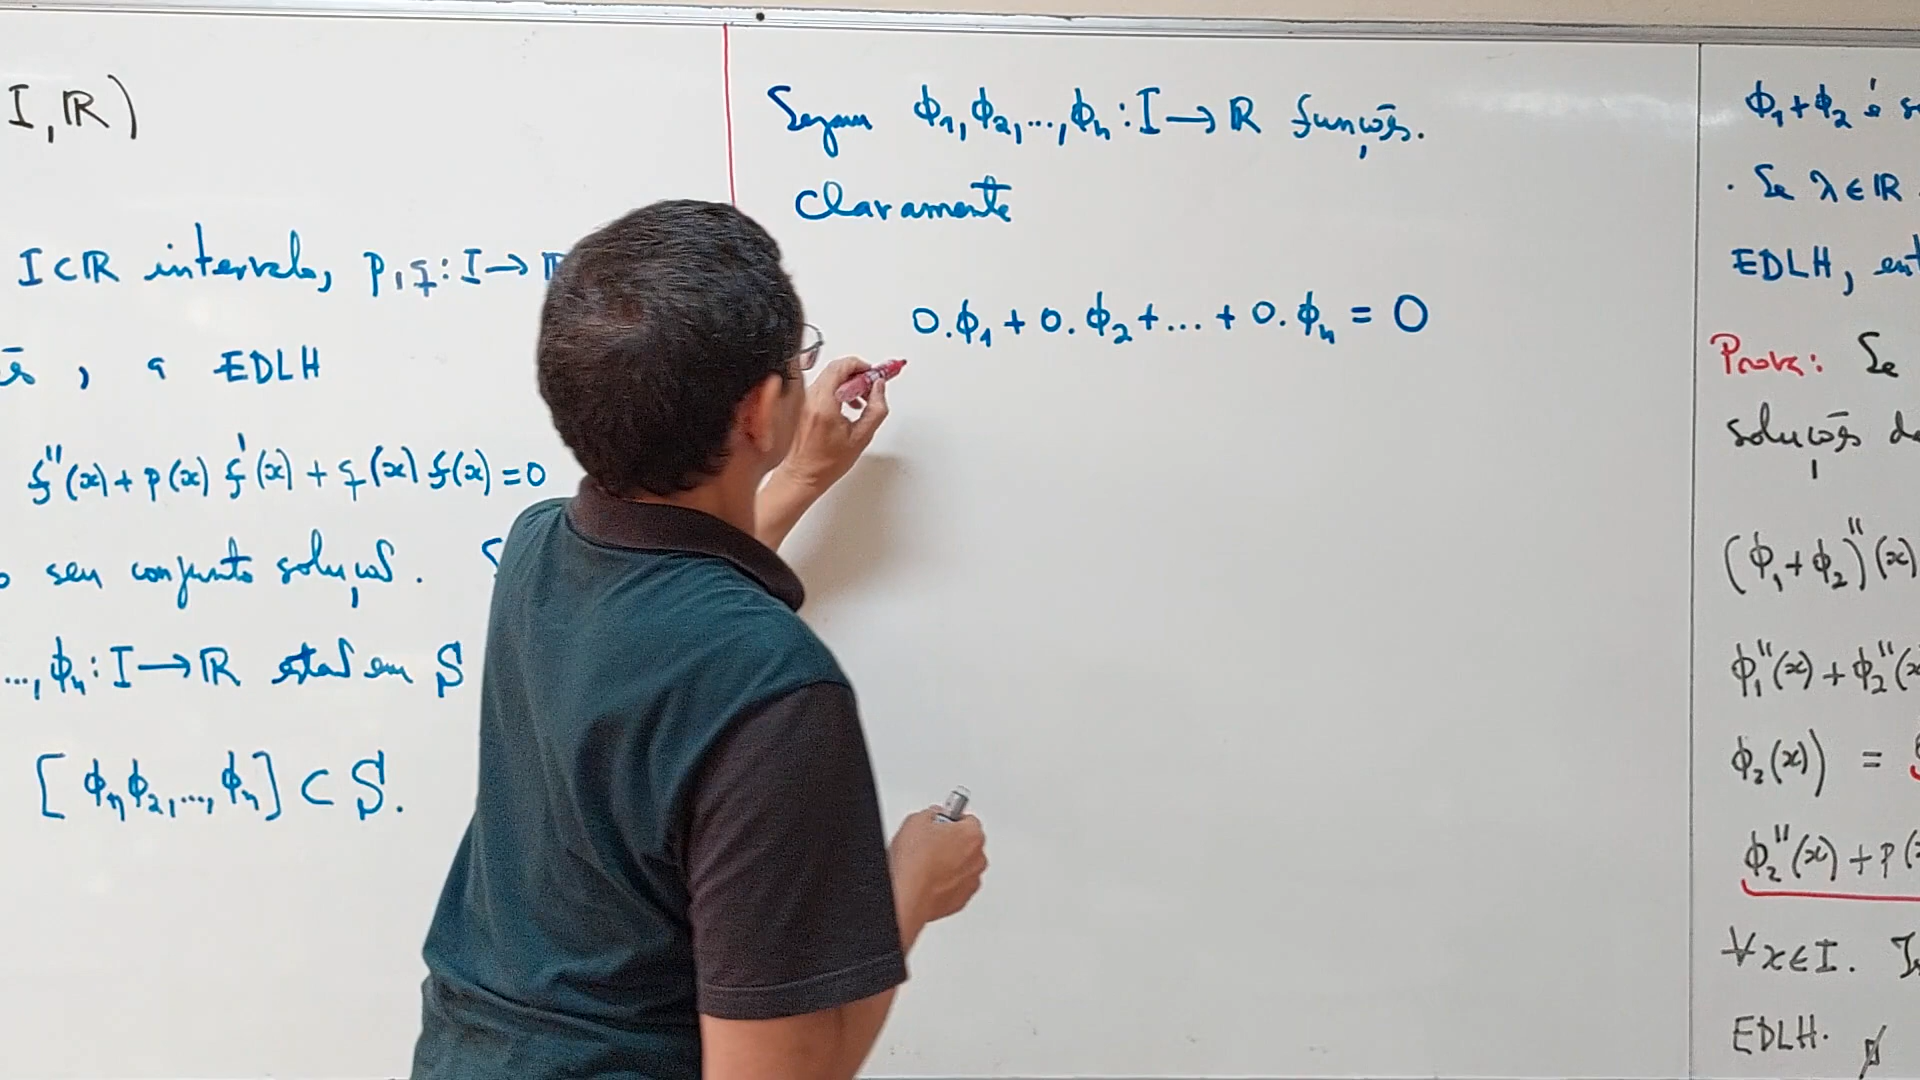 I, ℝ)
I ⊂ ℝ intervalo, p, q : I → ℝ
, a EDLH
f''(x) + p(x) f'(x) + q(x) f(x) = 0
o seu conjunto solução. S
..., ϕₙ : I → ℝ estão em S
[ϕ₁, ϕ₂, ..., ϕₙ] ⊂ S.
Sejam ϕ₁, ϕ₂, ..., ϕₙ : I → ℝ funções.
Claramente
0.ϕ₁ + 0.ϕ₂ + ... + 0.ϕₙ = 0
ϕ₁ + ϕ₂ é s
· Se λ ∈ ℝ
EDLH, ent
Prova: Se
soluções d
(ϕ₁ + ϕ₂)''(x)
ϕ₁''(x) + ϕ₂''(x
ϕ₂(x)) =
ϕ₂''(x) + p(
∀x ∈ I.
EDLH.